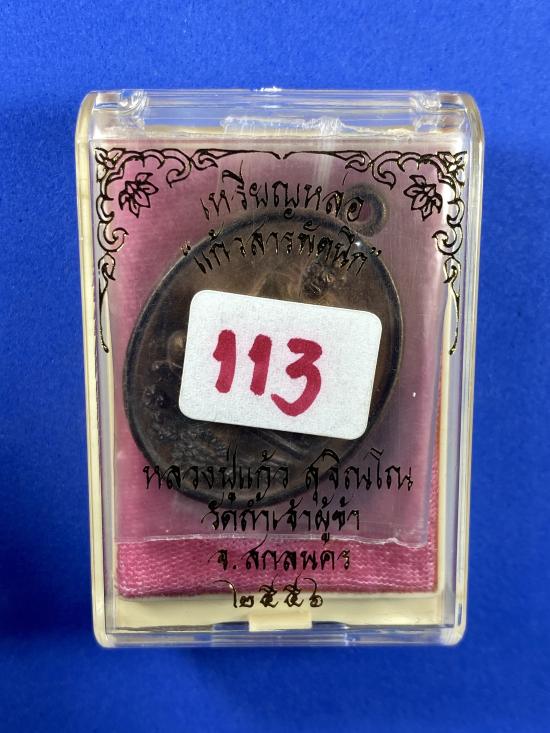 เหรียญหล่อ
"แก้วสารพัดนึก"
113
หลวงปู่แก้ว สุจิณโณ
วัดถ้ำเจ้าผู้ข้า
จ.สกลนคร
๒๕๕๖